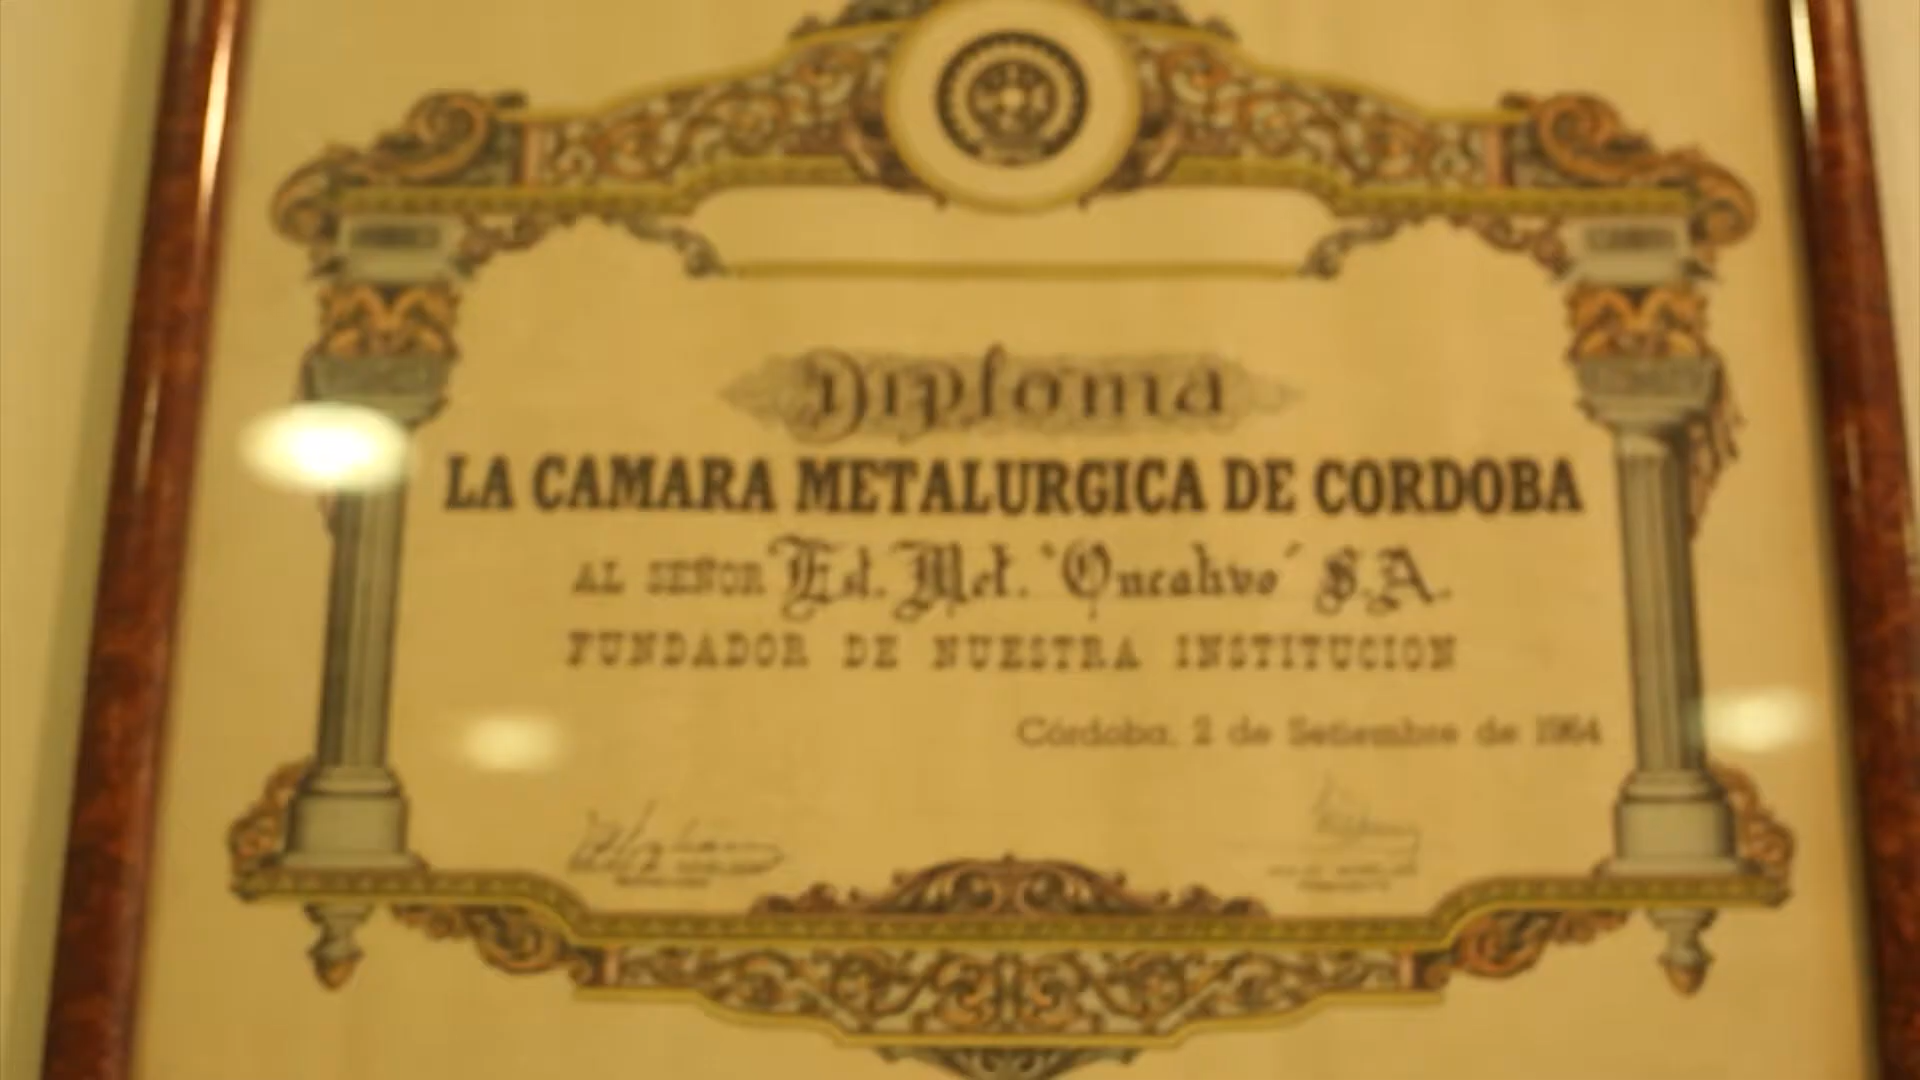 Diploma
LA CAMARA METALURGICA DE CORDOBA
AL SEÑOR Est. Met. "Oncativo" S.A.
FUNDADOR DE NUESTRA INSTITUCION
Córdoba, 2 de Setiembre de 1964